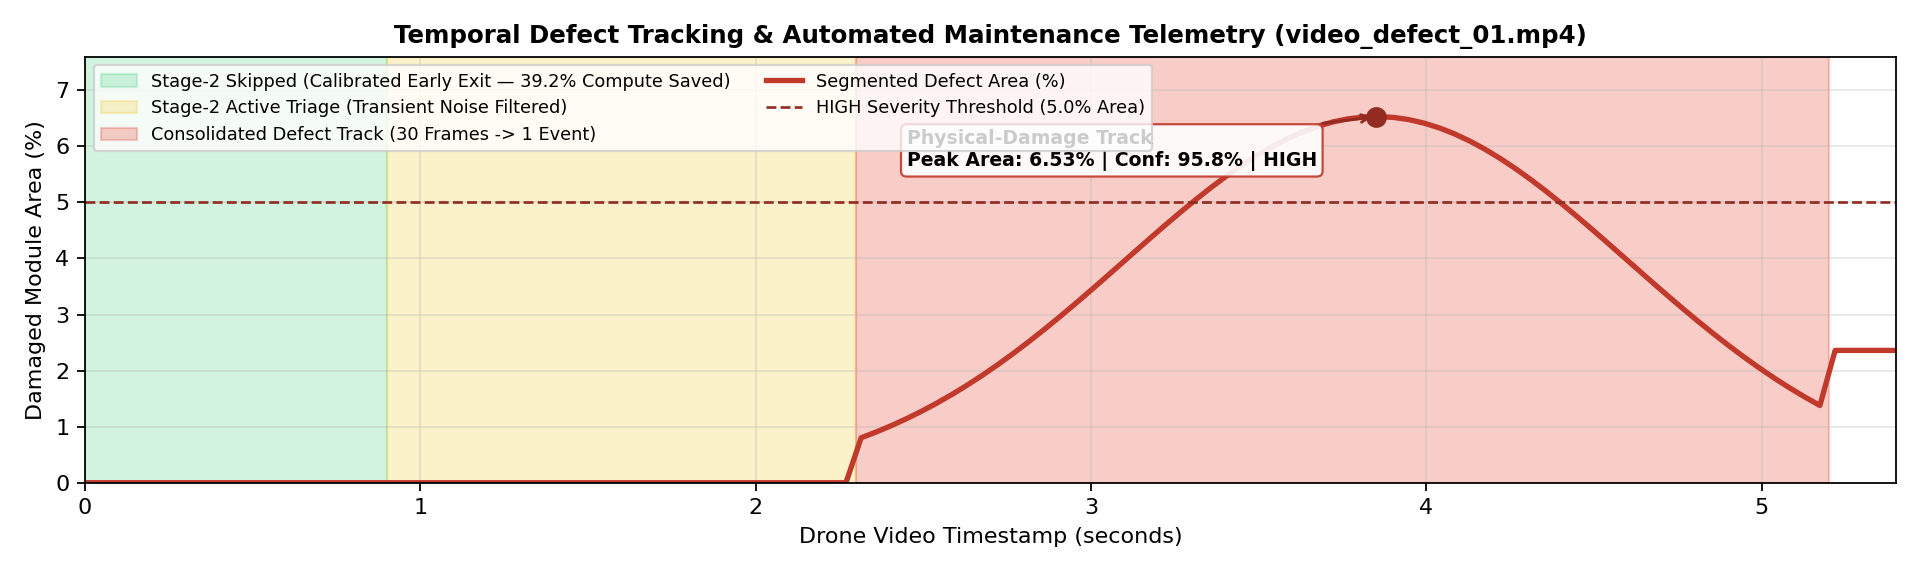 Temporal Defect Tracking & Automated Maintenance Telemetry (video_defect_01.mp4)
Stage-2 Skipped (Calibrated Early Exit — 39.2% Compute Saved)
Stage-2 Active Triage (Transient Noise Filtered)
Consolidated Defect Track (30 Frames -> 1 Event)
Segmented Defect Area (%)
HIGH Severity Threshold (5.0% Area)
Physical-Damage Track
Peak Area: 6.53% | Conf: 95.8% | HIGH
Damaged Module Area (%)
7
6
5
4
3
2
1
0
0 1 2 3 4 5
Drone Video Timestamp (seconds)